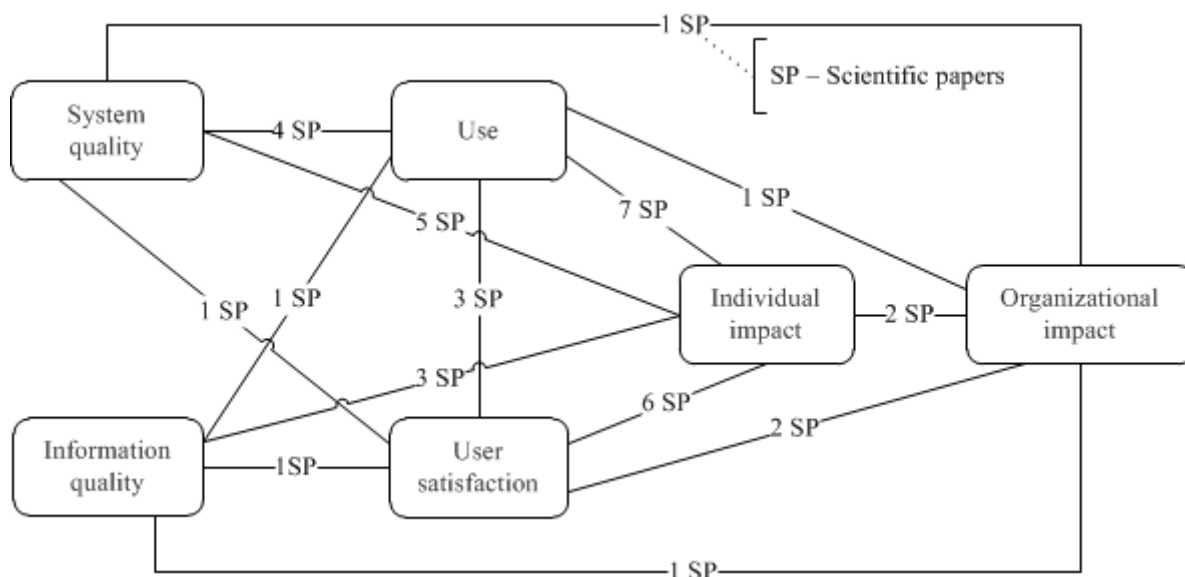 1 SP
SP – Scientific papers
System
quality
4 SP
Use
5 SP
7 SP
1 SP
1 SP
1 SP
3 SP
Individual
impact
2 SP
Organizational
impact
3 SP
6 SP
2 SP
Information
quality
1SP
User
satisfaction
1 SP